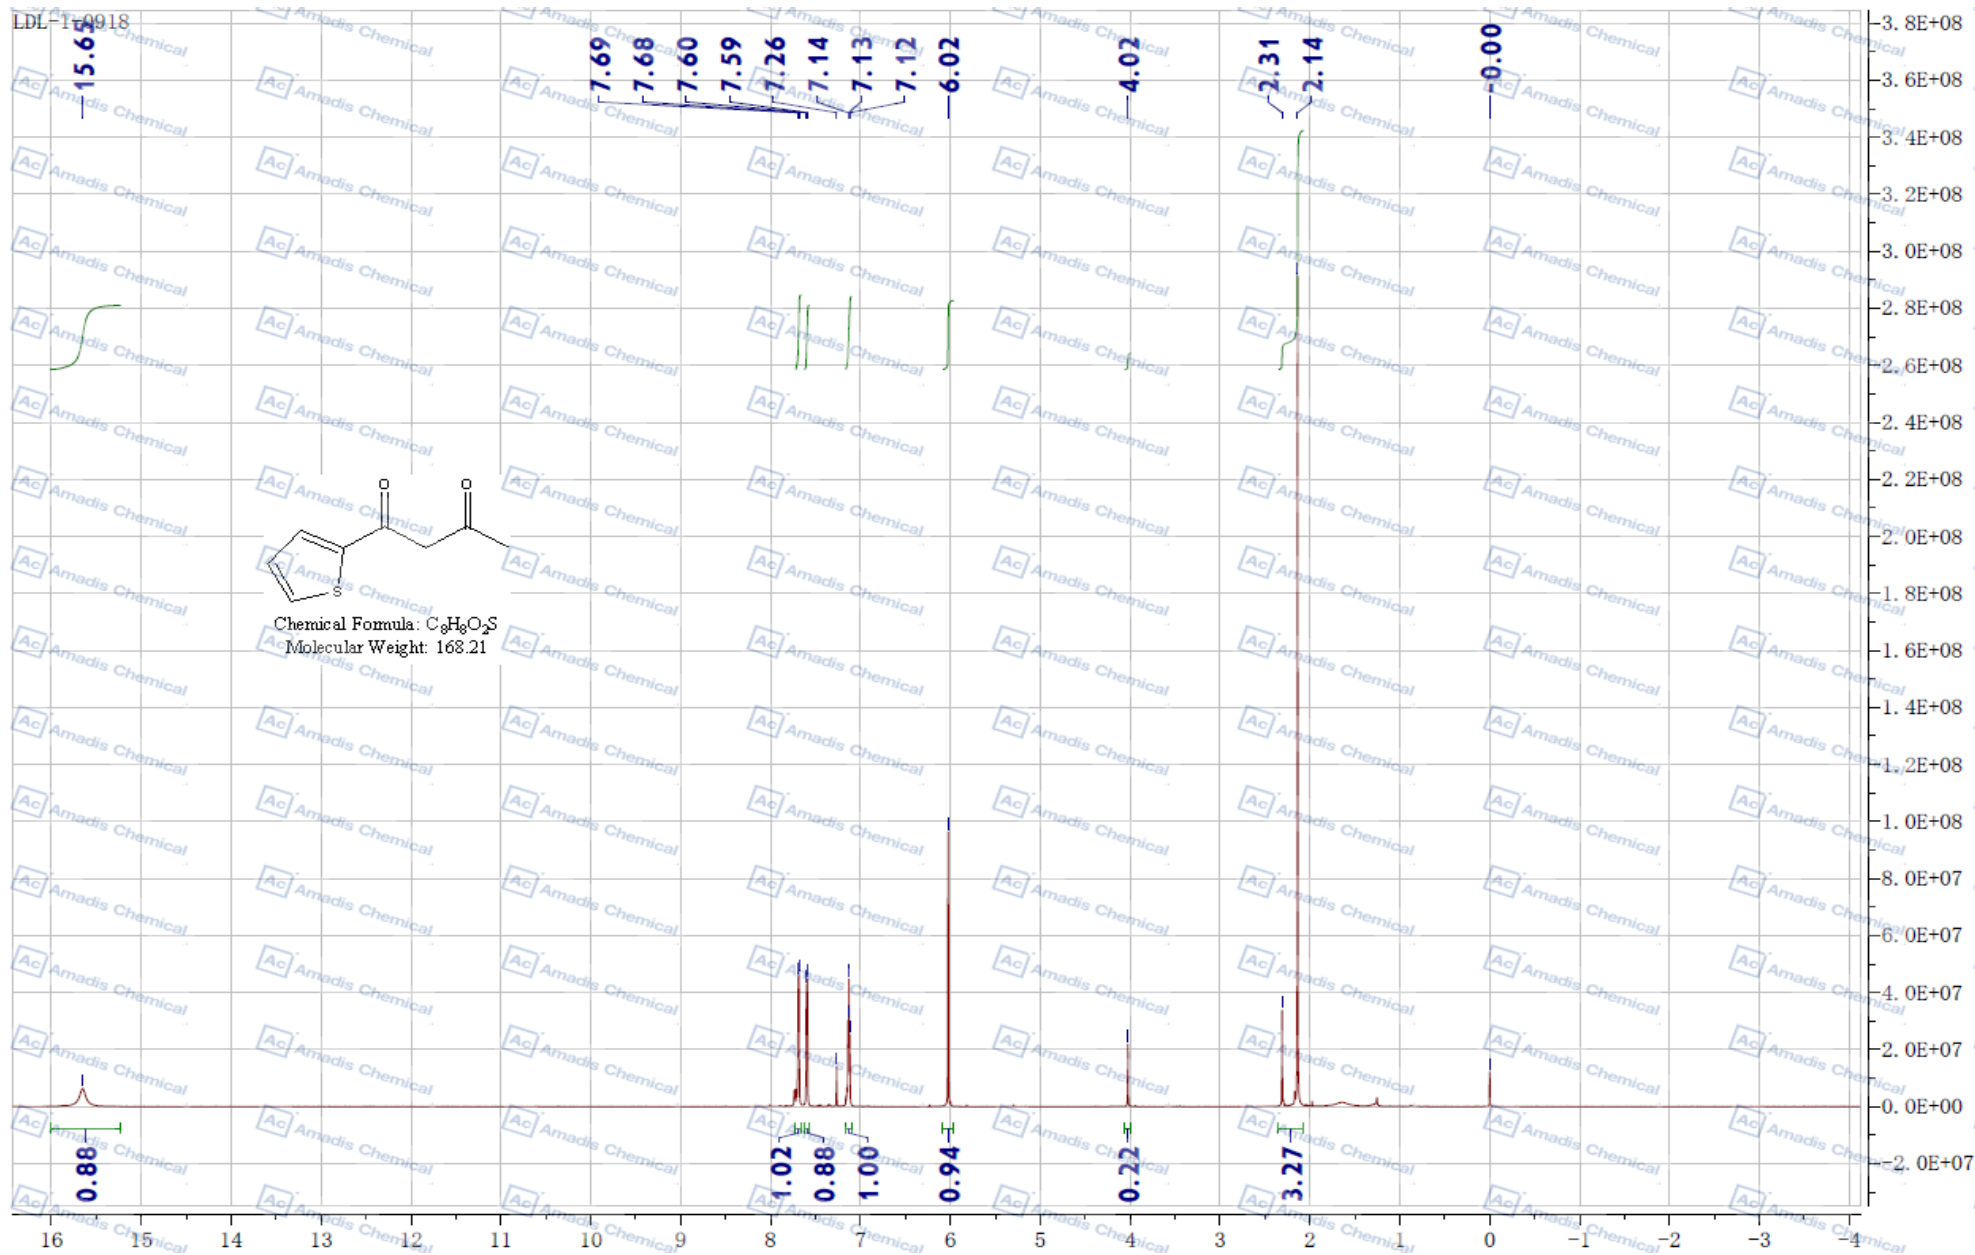 LDL-1-0918
15.65
7.69
7.68
7.60
7.59
7.26
7.14
7.13
7.12
6.02
4.02
2.31
2.14
-0.00
3.8E+08
3.6E+08
3.4E+08
3.2E+08
3.0E+08
2.8E+08
2.6E+08
2.4E+08
2.2E+08
2.0E+08
1.8E+08
1.6E+08
1.4E+08
1.2E+08
1.0E+08
8.0E+07
6.0E+07
4.0E+07
2.0E+07
0.0E+00
-2.0E+07
O O
S
Chemical Formula: C₈H₈O₂S
Molecular Weight: 168.21
0.88
1.02
0.88
1.00
0.94
0.22
3.27
16 15 14 13 12 11 10 9 8 7 6 5 4 3 2 1 0 -1 -2 -3 -4
Ac Amadis Chemical